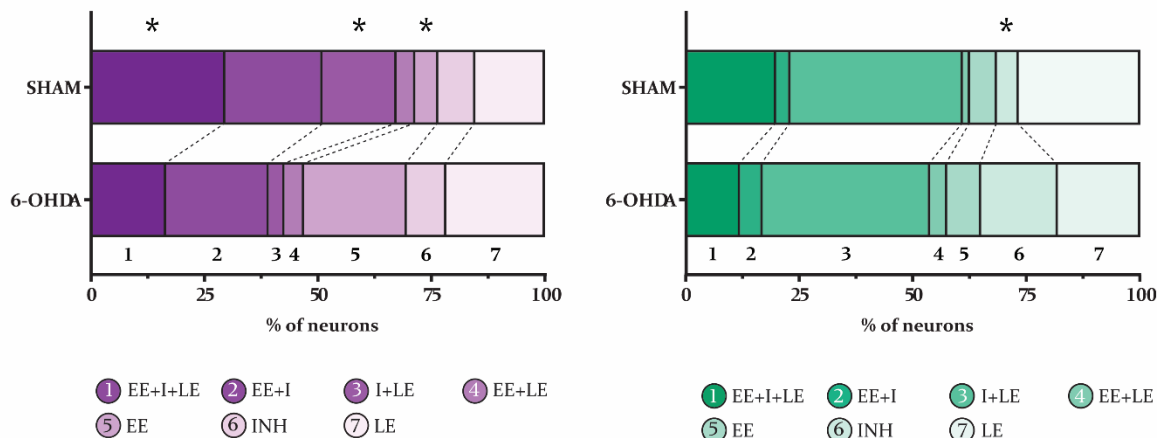 * * *
SHAM
6-OHDA
1 2 3 4 5 6 7
0 25 50 75 100
% of neurons
1 EE+I+LE 2 EE+I 3 I+LE 4 EE+LE
5 EE 6 INH 7 LE
*
SHAM
6-OHDA
1 2 3 4 5 6 7
0 25 50 75 100
% of neurons
1 EE+I+LE 2 EE+I 3 I+LE 4 EE+LE
5 EE 6 INH 7 LE